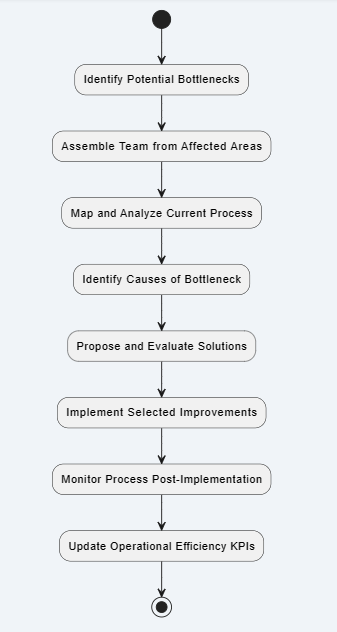 Identify Potential Bottlenecks
Assemble Team from Affected Areas
Map and Analyze Current Process
Identify Causes of Bottleneck
Propose and Evaluate Solutions
Implement Selected Improvements
Monitor Process Post-Implementation
Update Operational Efficiency KPIs